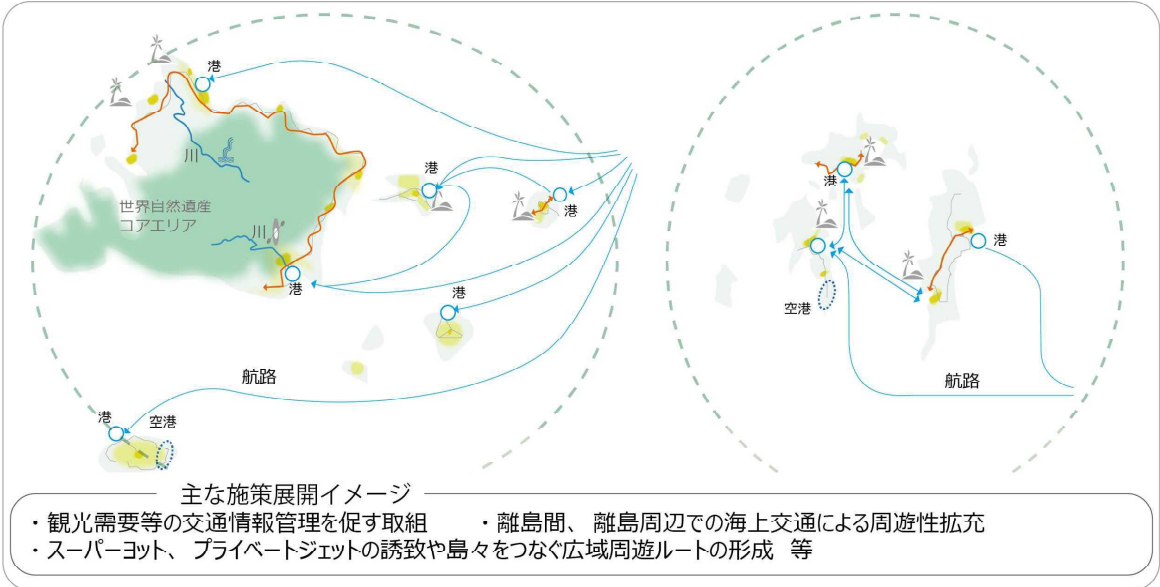 港
川
世界自然遺産
コアエリア
川
港
港
港
港
航路
港
空港
港
港
空港
航路
主な施策展開イメージ
・観光需要等の交通情報管理を促す取組　・離島間、離島周辺での海上交通による周遊性拡充
・スーパーヨット、プライベートジェットの誘致や島々をつなぐ広域周遊ルートの形成　等